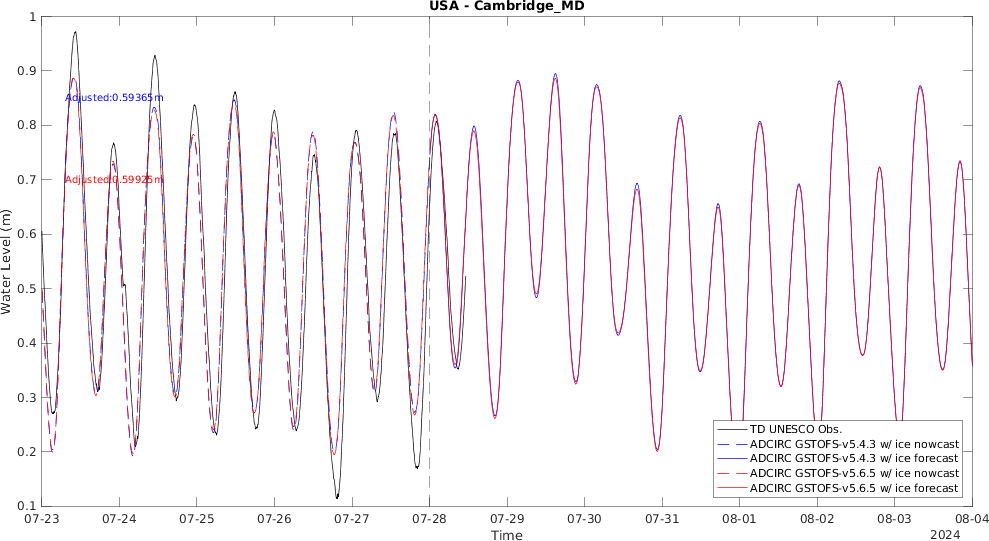 USA - Cambridge_MD
1
0.9
0.8
0.7
0.6
0.5
0.4
0.3
0.2
0.1
Water Level (m)
Adjusted:0.59365m
Adjusted:0.59925m
TD UNESCO Obs.
ADCIRC GSTOFS-v5.4.3 w/ ice nowcast
ADCIRC GSTOFS-v5.4.3 w/ ice forecast
ADCIRC GSTOFS-v5.6.5 w/ ice nowcast
ADCIRC GSTOFS-v5.6.5 w/ ice forecast
07-23 07-24 07-25 07-26 07-27 07-28 07-29 07-30 07-31 08-01 08-02 08-03 08-04
Time
2024